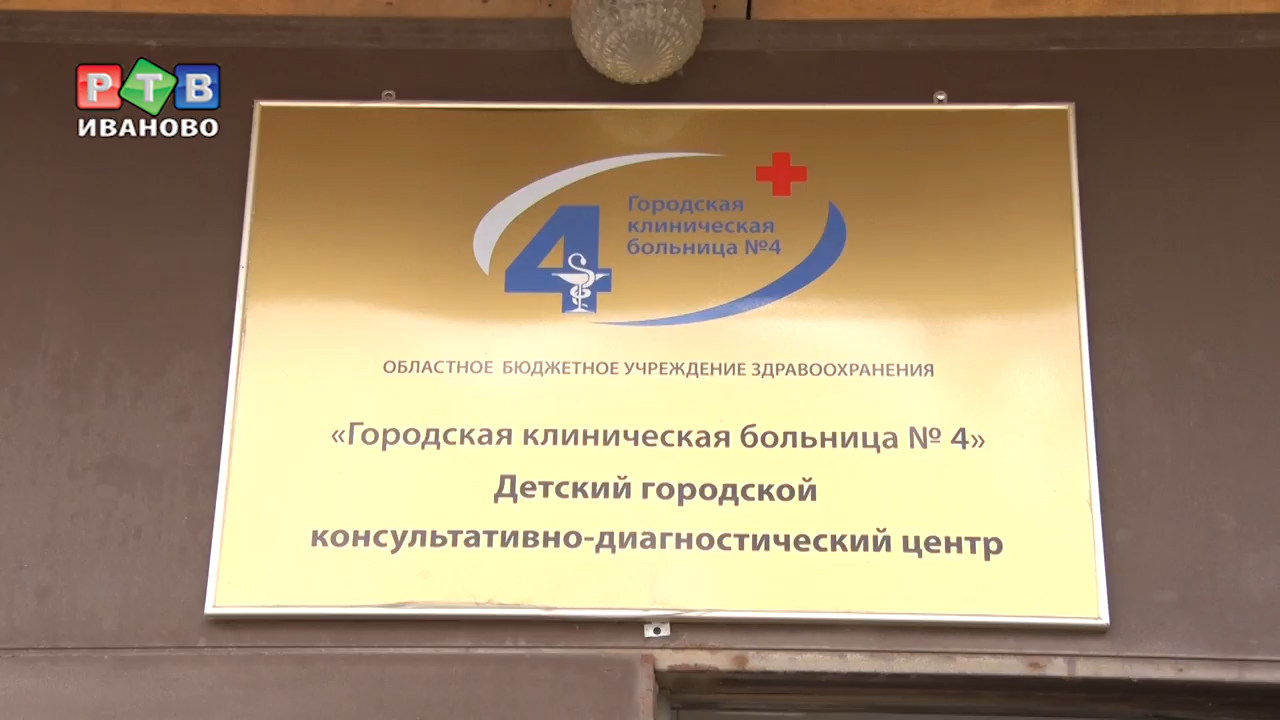 РТВ
ИВАНОВО
4
Городская
клиническая
больница №4
ОБЛАСТНОЕ БЮДЖЕТНОЕ УЧРЕЖДЕНИЕ ЗДРАВООХРАНЕНИЯ
«Городская клиническая больница № 4»
Детский городской
консультативно-диагностический центр